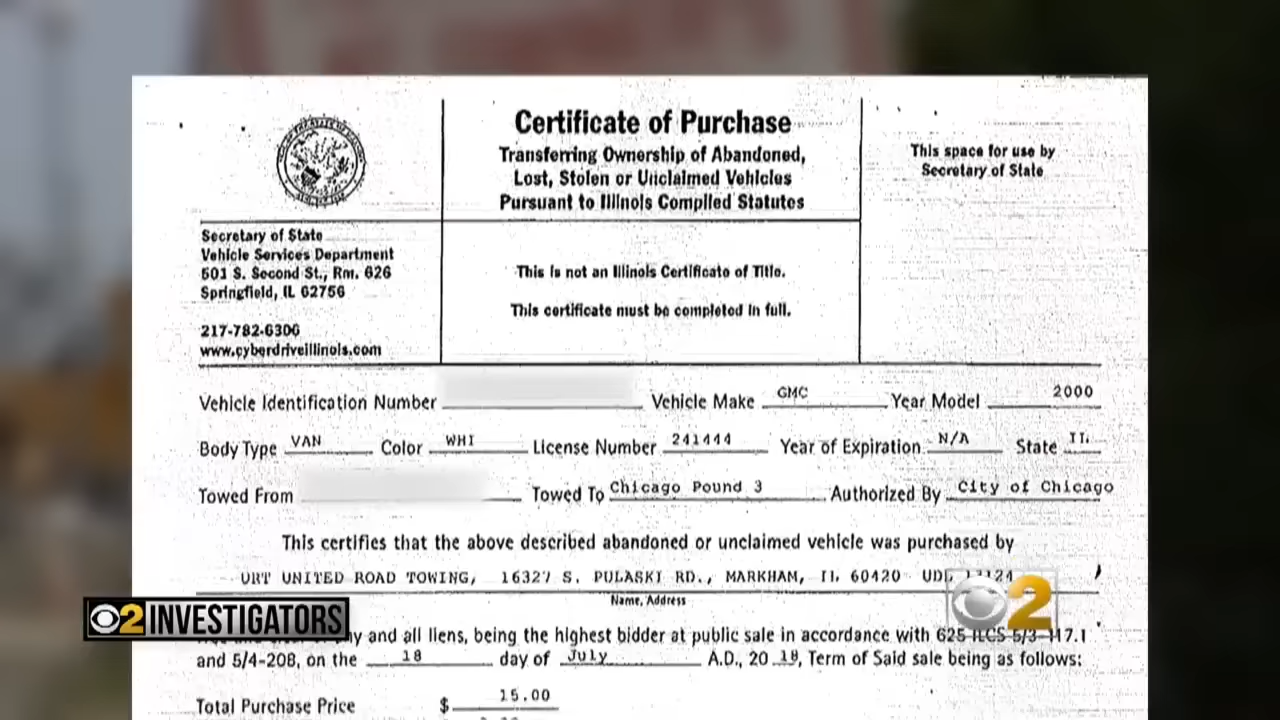 Certificate of Purchase
Transferring Ownership of Abandoned,
Lost, Stolen or Unclaimed Vehicles
Pursuant to Illinois Compiled Statutes
This space for use by
Secretary of State
Secretary of State
Vehicle Services Department
501 S. Second St., Rm. 626
Springfield, IL 62756
217-782-6306
www.cyberdriveillinois.com
This is not an Illinois Certificate of Title.
This certificate must be completed in full.
Vehicle Identification Number Vehicle Make GMC Year Model 2000
Body Type VAN Color WHI License Number 241444 Year of Expiration N/A State IL
Towed From Towed To Chicago Pound 3 Authorized By City of Chicago
This certifies that the above described abandoned or unclaimed vehicle was purchased by
URT UNITED ROAD TOWING, 16327 S. PULASKI RD., MARKHAM, IL 60420
Name, Address
2
2 INVESTIGATORS
and all liens, being the highest bidder at public sale in accordance with 625 ILCS 5/3-117.1
and 5/4-208, on the 18 day of July A.D., 20 18, Term of Said sale being as follows:
Total Purchase Price $ 15.00